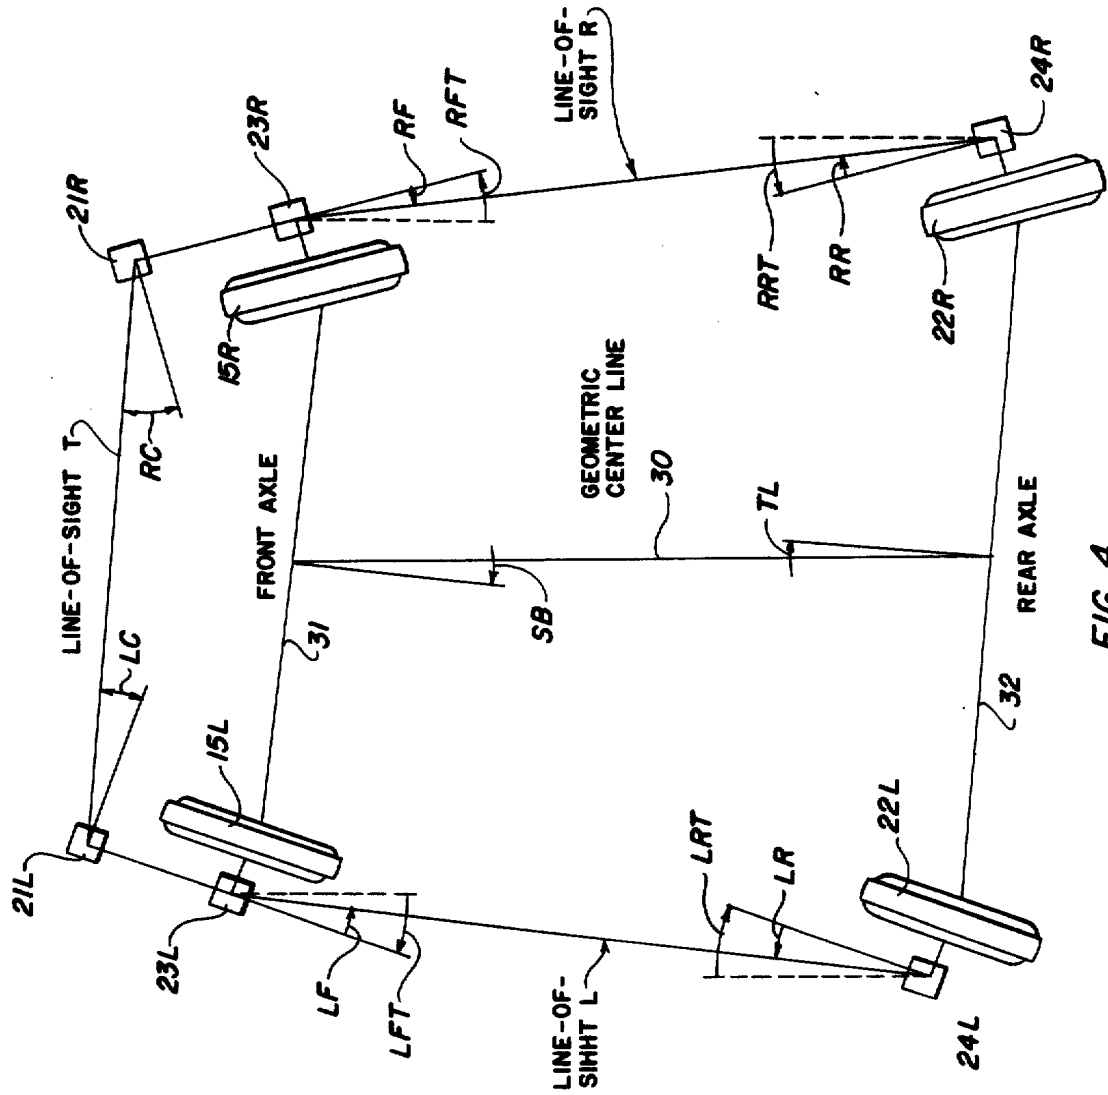 21R
23R
RF
RFT
LINE-OF-
SIGHT R
24R
LINE-OF-SIGHT T
RC
15R
RRT
RR
22R
FRONT AXLE
GEOMETRIC
CENTER LINE
30
TL
SB
31
REAR AXLE
32
FIG. 4
LC
21L
15L
23L
LF
LFT
LRT
LR
22L
LINE-OF-
SIHHT L
24L